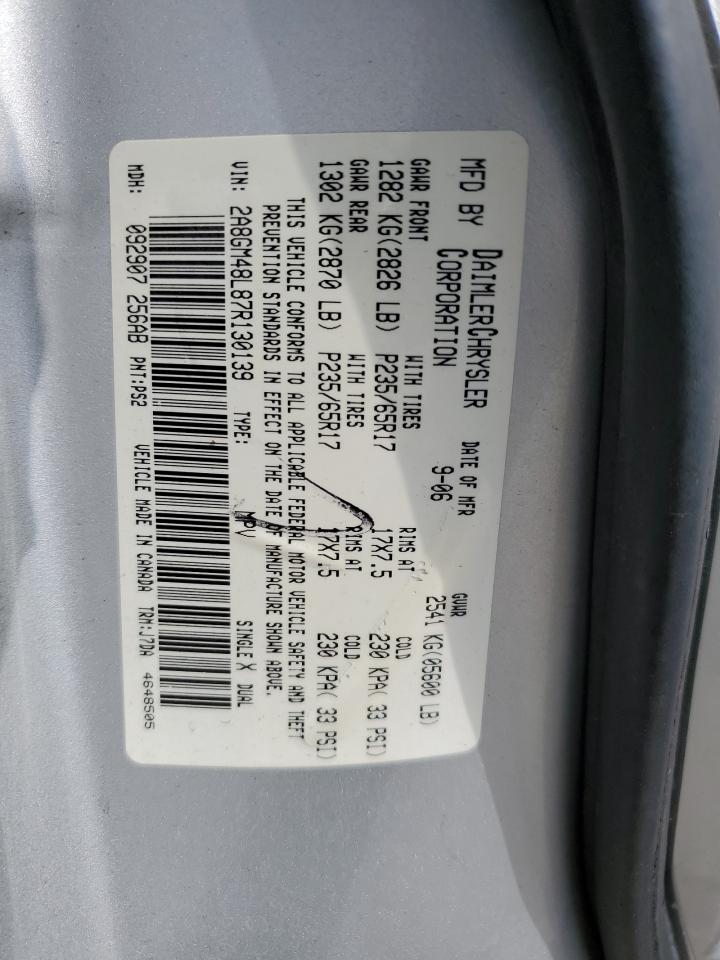 MFD BY DAIMLERCHRYSLER CORPORATION
DATE OF MFR 9-06
GVWR 2541 KG(05600 LB)
GAWR FRONT WITH TIRES RIMS AT COLD
1282 KG(2826 LB) P235/65R17 17X7.5 230 KPA( 33 PSI)
GAWR REAR WITH TIRES RIMS AT COLD
1302 KG(2870 LB) P235/65R17 17X7.5 230 KPA( 33 PSI)
THIS VEHICLE CONFORMS TO ALL APPLICABLE FEDERAL MOTOR VEHICLE SAFETY AND THEFT
PREVENTION STANDARDS IN EFFECT ON THE DATE OF MANUFACTURE SHOWN ABOVE.
VIN: 2A8GM48L87R130139 TYPE: MPV SINGLE X DUAL
MDH: 092907 256AB PNT:PS2 VEHICLE MADE IN CANADA TRM:J7DA 4648505